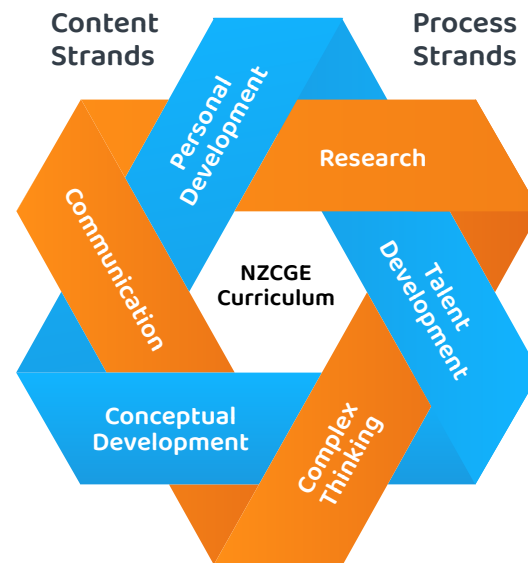 Content
Strands
Process
Strands
Personal
Development
Research
Communication
NZCGE
Curriculum
Talent
Development
Conceptual
Development
Complex
Thinking